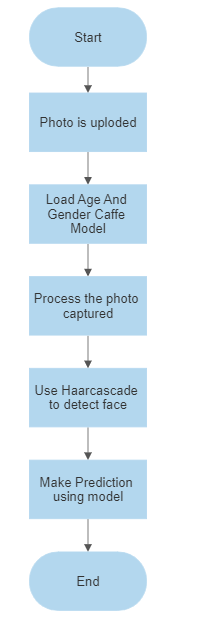 Start
Photo is uploded
Load Age And
Gender Caffe
Model
Process the photo
captured
Use Haarcascade
to detect face
Make Prediction
using model
End